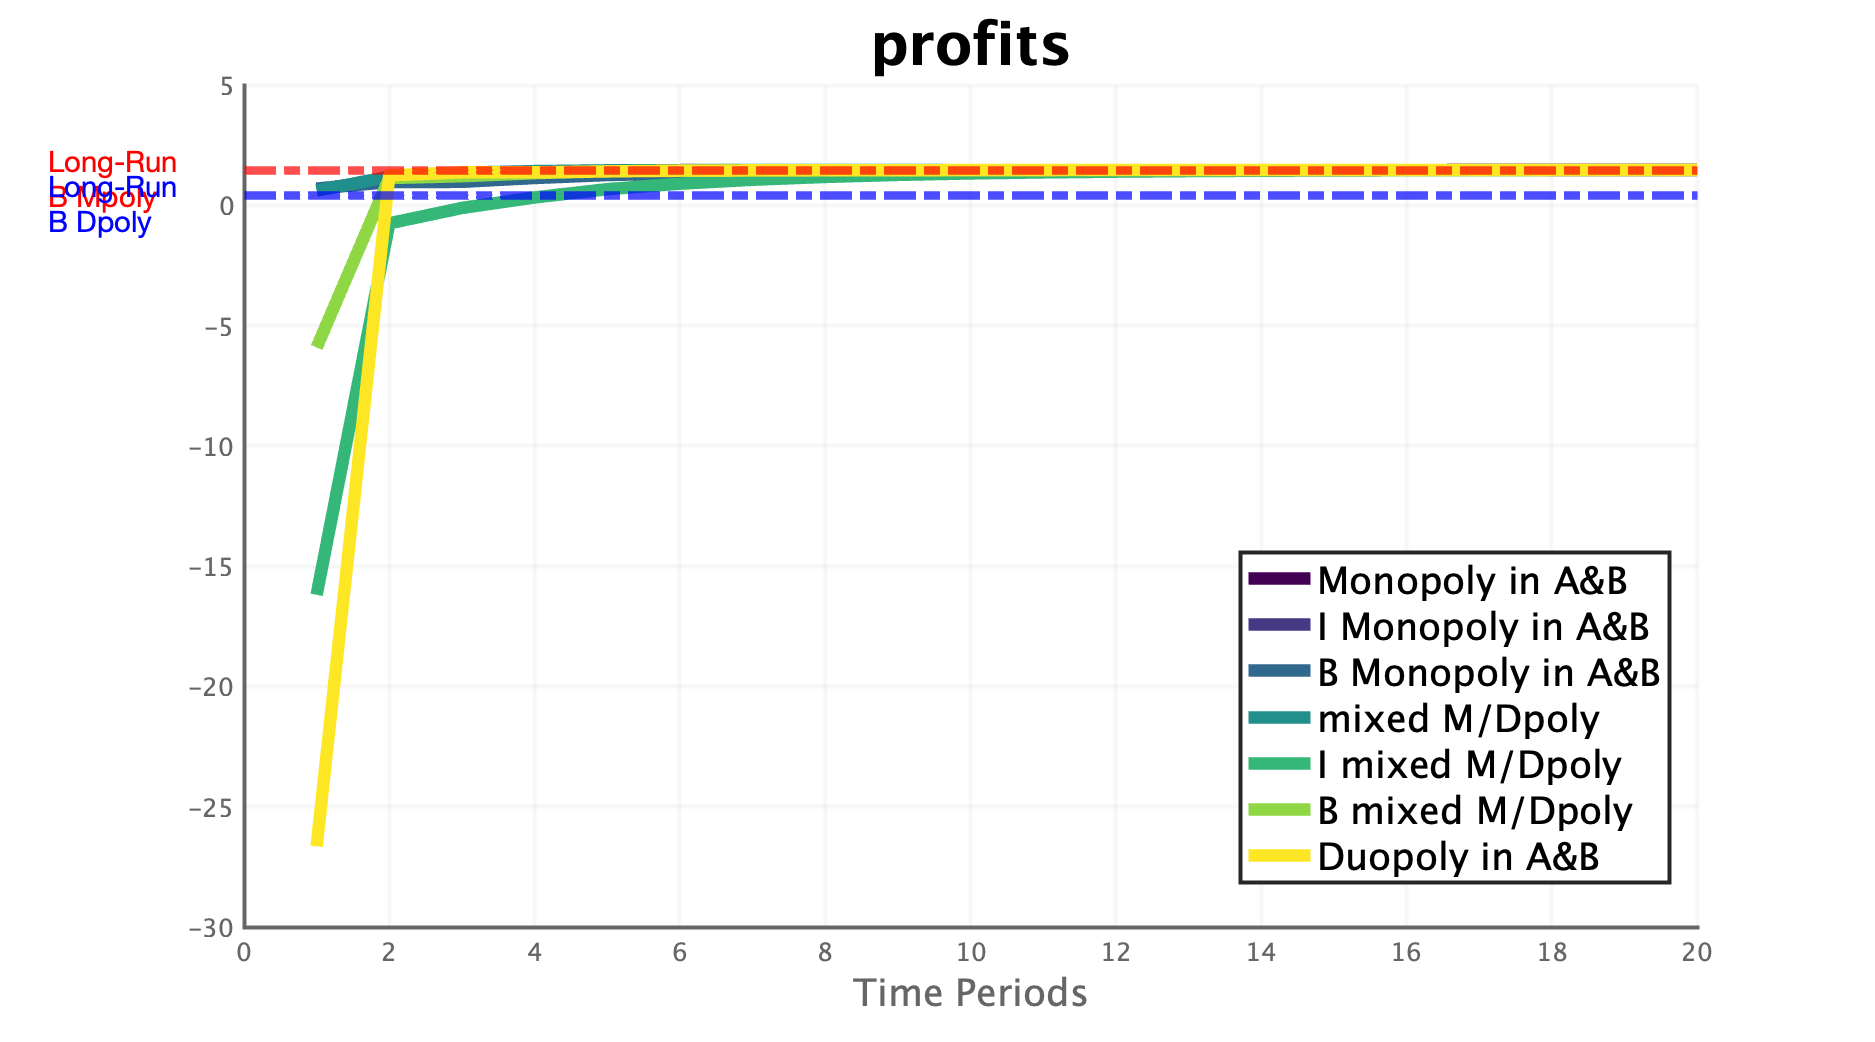 profits
5
0
−5
−10
−15
−20
−25
−30
Long-Run
B Mpoly
Long-Run
B Dpoly
Monopoly in A&B
I Monopoly in A&B
B Monopoly in A&B
mixed M/Dpoly
I mixed M/Dpoly
B mixed M/Dpoly
Duopoly in A&B
0 2 4 6 8 10 12 14 16 18 20
Time Periods